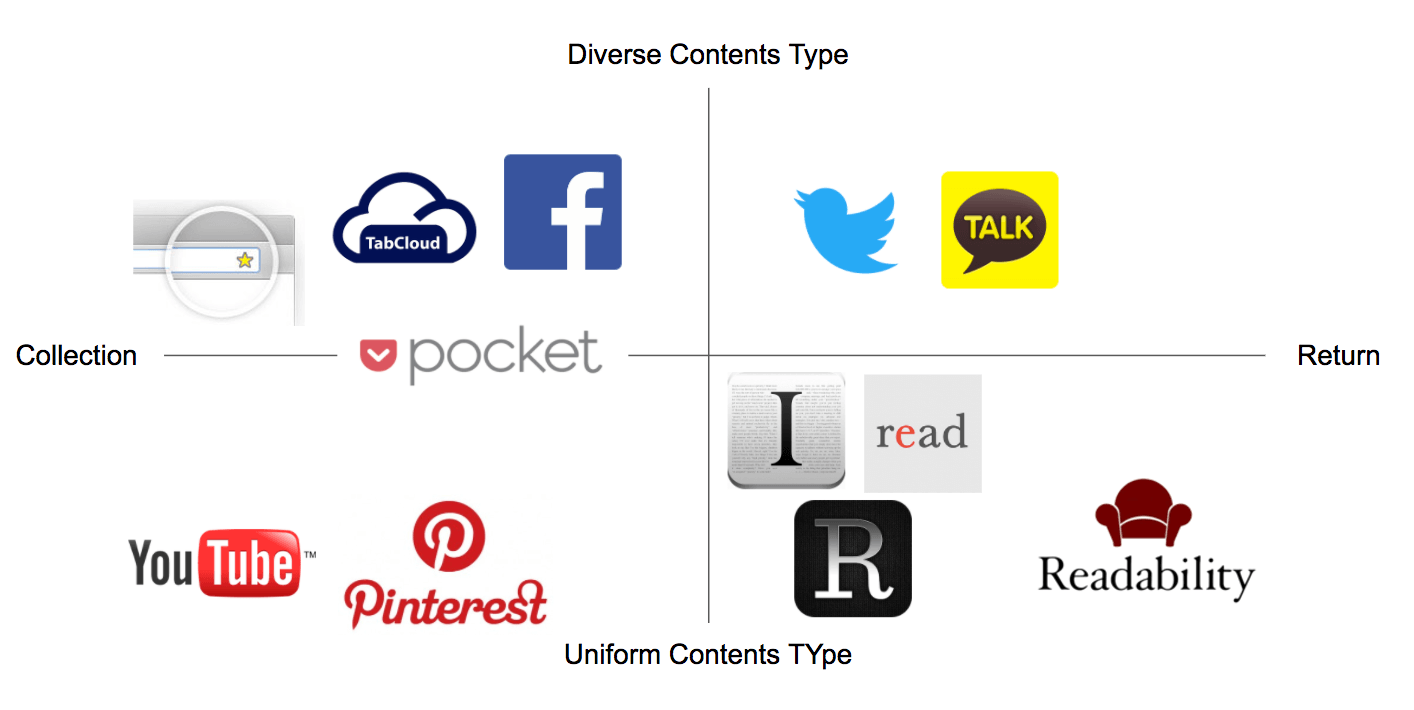 Diverse Contents Type
TabCloud
f
TALK
Collection
pocket
Return
I
read
YouTube™
Pinterest
R
Readability
Uniform Contents TYpe